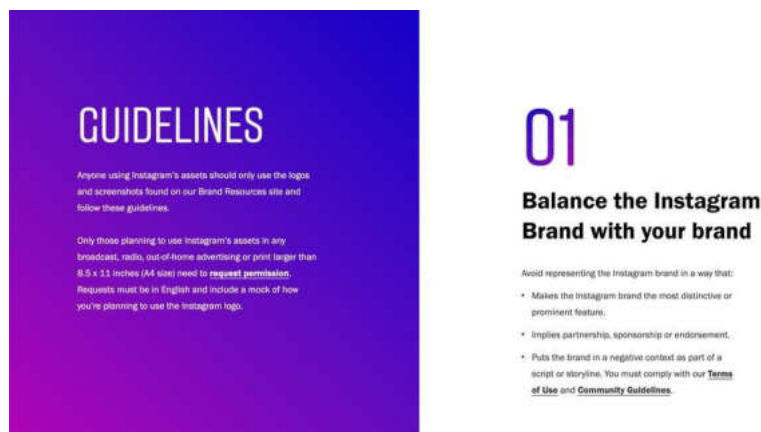 GUIDELINES
Anyone using Instagram's assets should only use the logos
and screenshots found on our Brand Resources site and
follow these guidelines.
Only those planning to use Instagram's assets in any
broadcast, radio, out-of-home advertising or print larger than
8.5 x 11 inches (A4 size) need to request permission.
Requests must be in English and include a mock of how
you're planning to use the Instagram logo.
01
Balance the Instagram
Brand with your brand
Avoid representing the Instagram brand in a way that:
• Makes the Instagram brand the most distinctive or
prominent feature.
• Implies partnership, sponsorship or endorsement.
• Puts the brand in a negative context as part of a
script or storyline. You must comply with our Terms
of Use and Community Guidelines.